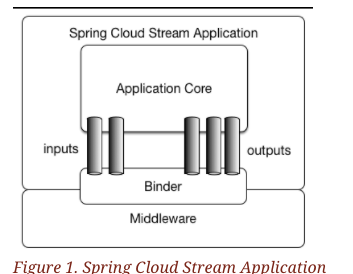 Spring Cloud Stream Application
Application Core
inputs
outputs
Binder
Middleware
Figure 1. Spring Cloud Stream Application